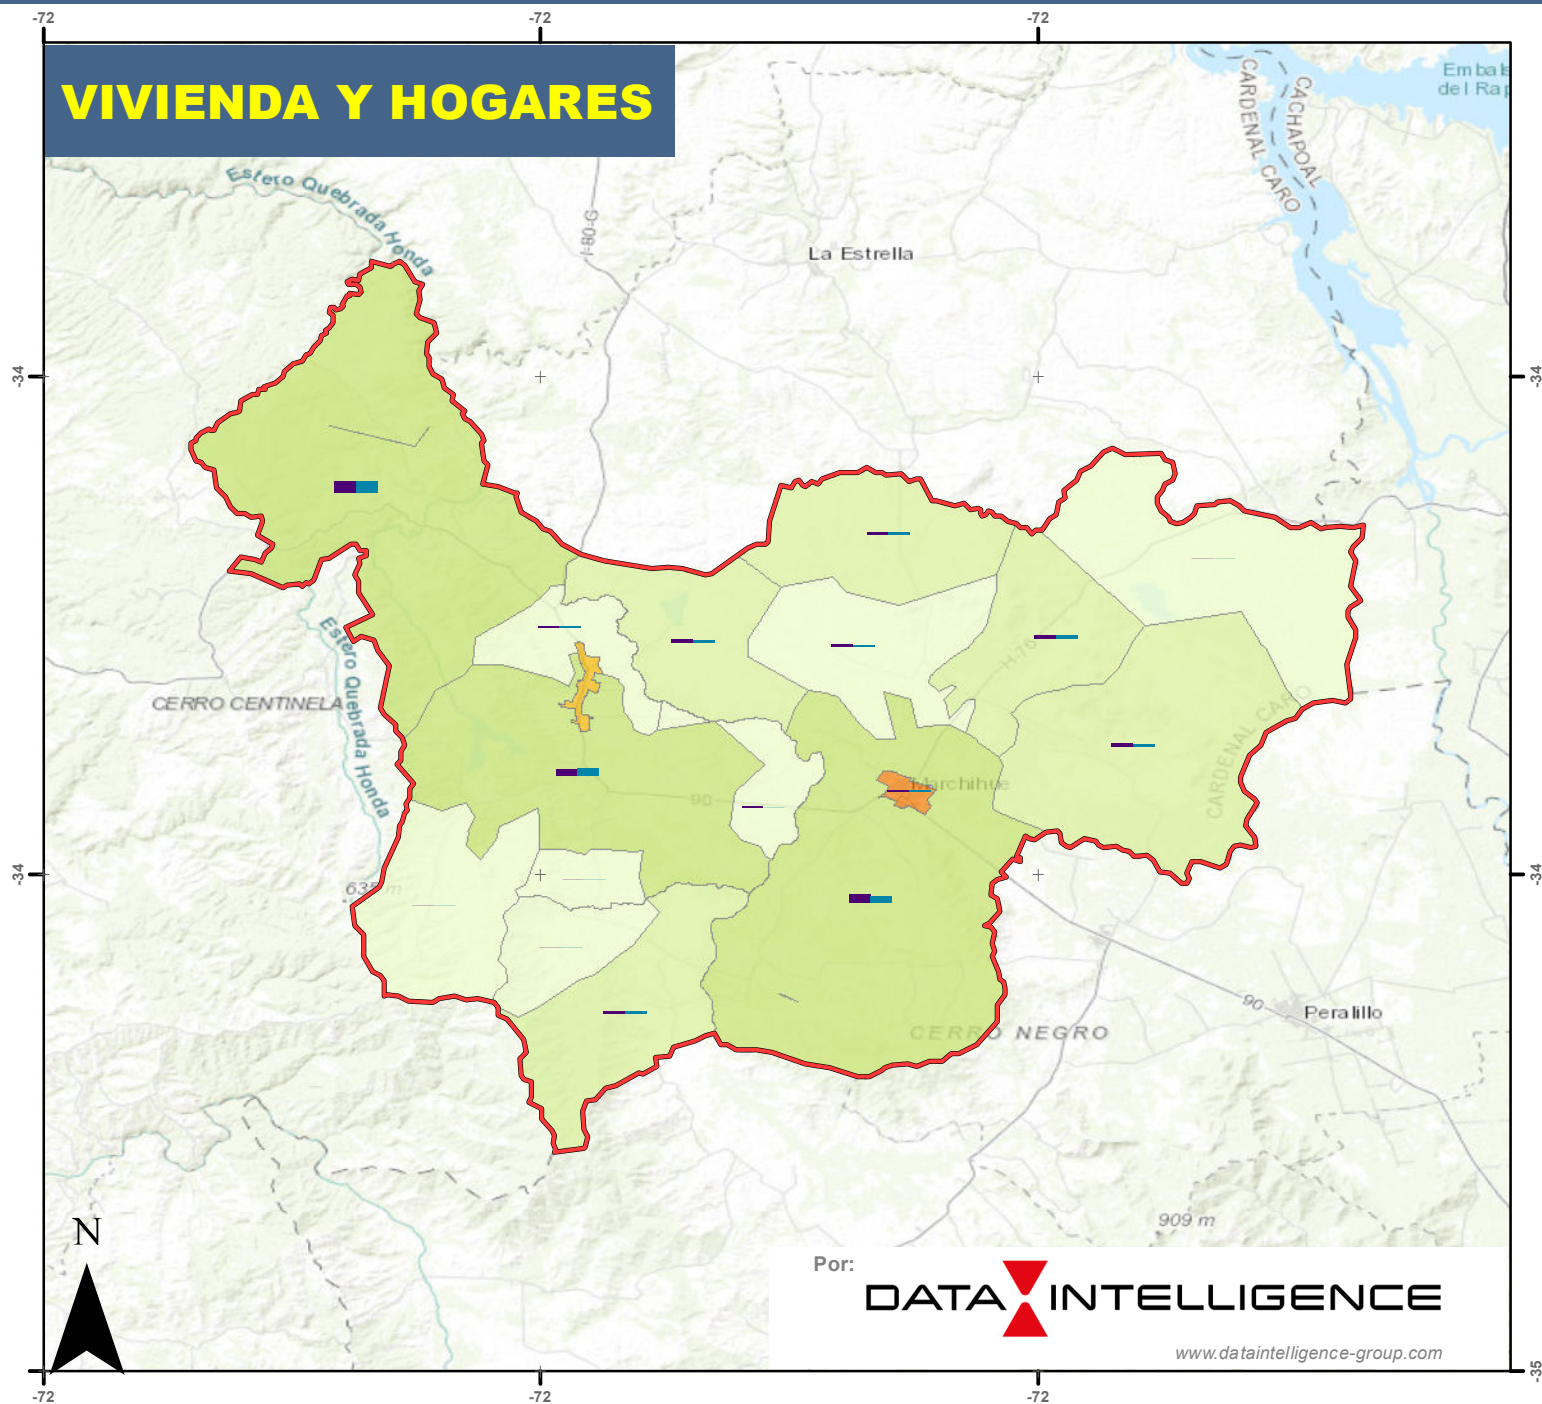 -72
-72
-72
VIVIENDA Y HOGARES
Embals
del Rap
CARDENAL CARO
CACHAPOAL
Estero Quebrada Honda
I-80-G
La Estrella
-34
-34
H-76
Estero Quebrada Honda
CERRO CENTINELA
CARDENAL CARO
Marchihue
90
-34
-34
635 m
90
Peralillo
CERRO NEGRO
909 m
N
Por:
DATA INTELLIGENCE
www.dataintelligence-group.com
-35
-72
-72
-72